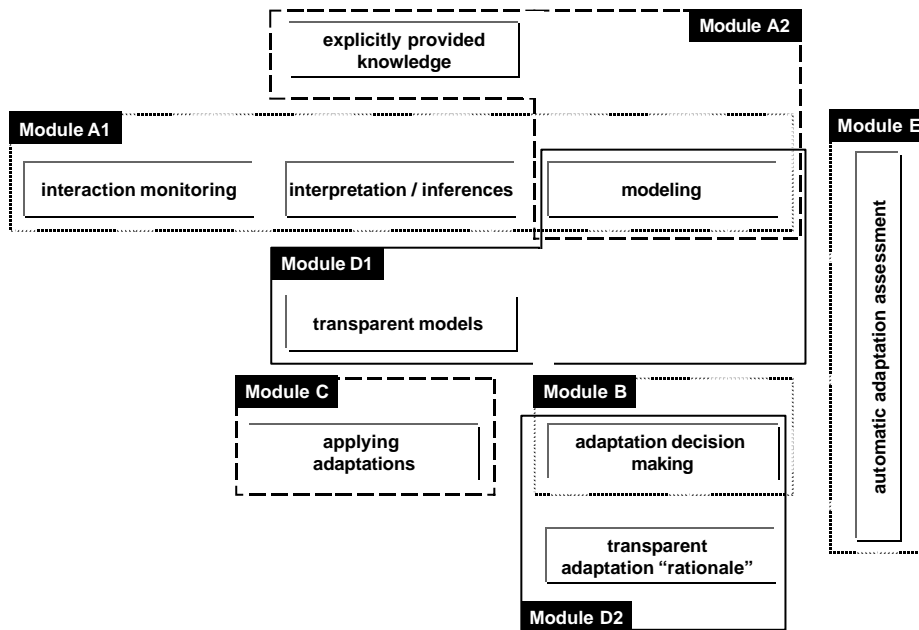 Module A2
explicitly provided
knowledge
Module A1
Module E
interaction monitoring
interpretation / inferences
modeling
automatic adaptation assessment
Module D1
transparent models
Module C
Module B
applying
adaptations
adaptation decision
making
transparent
adaptation “rationale”
Module D2